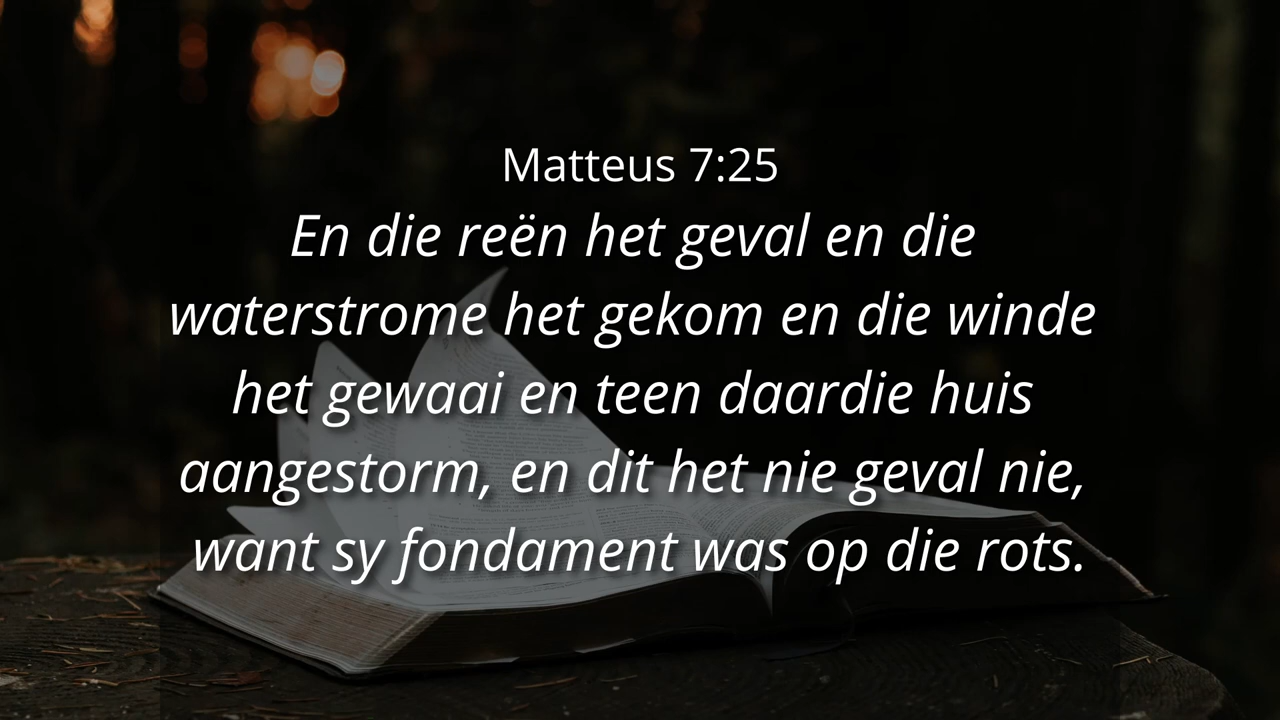 Matteus 7:25
En die reën het geval en die
waterstrome het gekom en die winde
het gewaai en teen daardie huis
aangestorm, en dit het nie geval nie,
want sy fondament was op die rots.